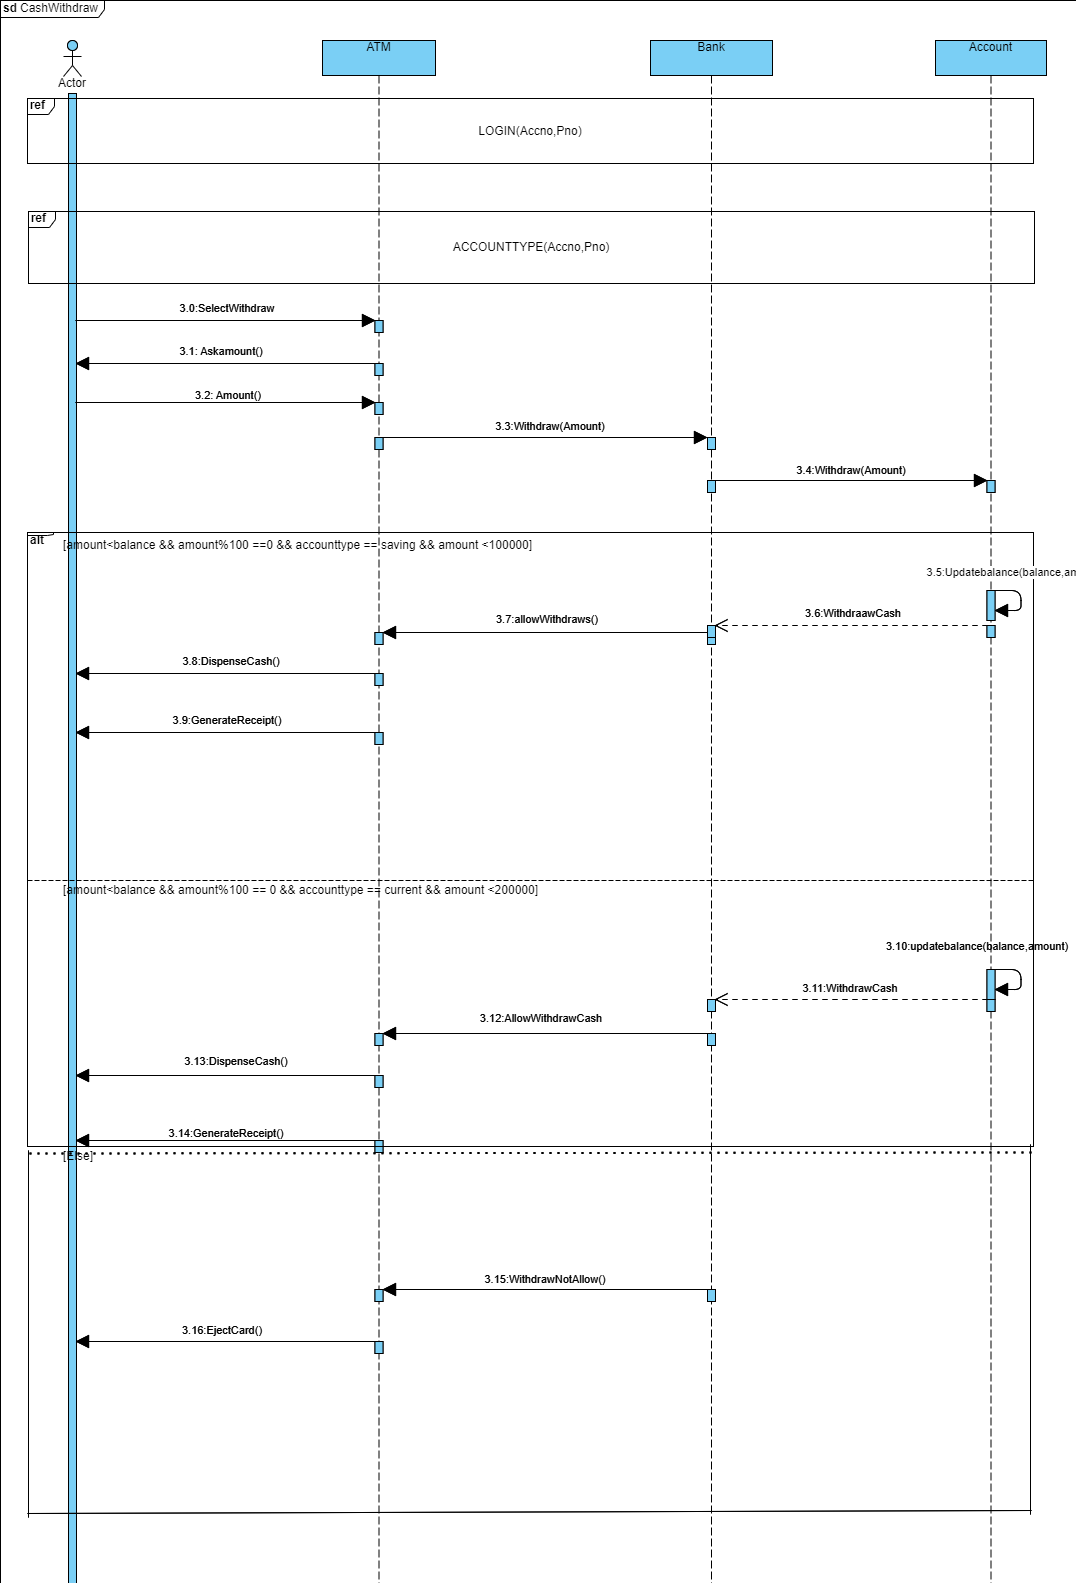 sd CashWithdraw
ATM
Bank
Account
Actor
ref
LOGIN(Accno,Pno)
ref
ACCOUNTTYPE(Accno,Pno)
3.0:SelectWithdraw
3.1: Askamount()
3.2: Amount()
3.3:Withdraw(Amount)
3.4:Withdraw(Amount)
alt
[amount<balance && amount%100 ==0 && accounttype == saving && amount <100000]
3.5:Updatebalance(balance,am
3.6:WithdraawCash
3.7:allowWithdraws()
3.8:DispenseCash()
3.9:GenerateReceipt()
[amount<balance && amount%100 == 0 && accounttype == current && amount <200000]
3.10:updatebalance(balance,amount)
3.11:WithdrawCash
3.12:AllowWithdrawCash
3.13:DispenseCash()
3.14:GenerateReceipt()
[Else]
3.15:WithdrawNotAllow()
3.16:EjectCard()